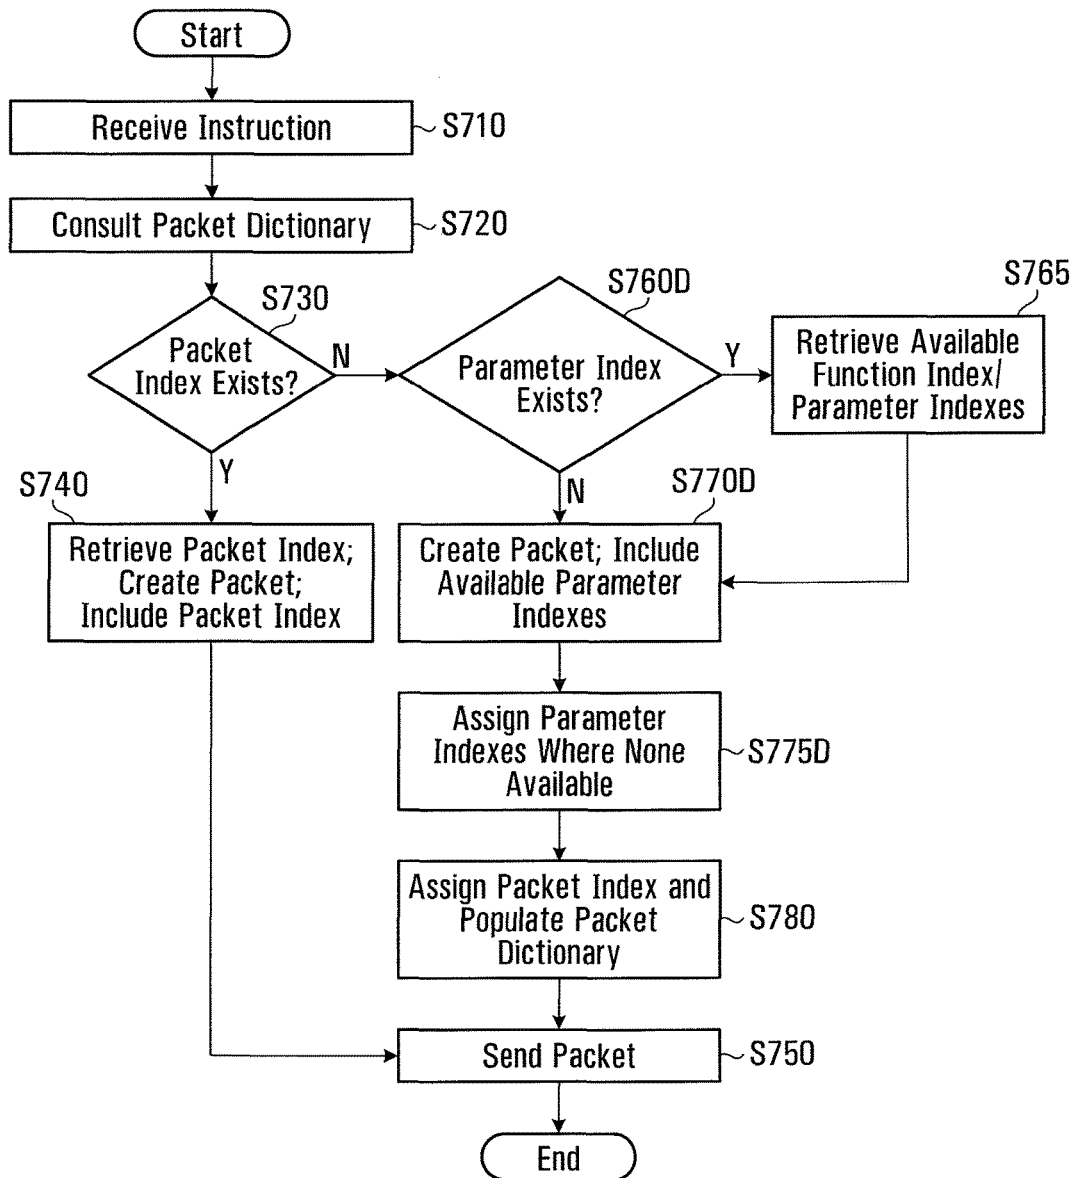 Start
Receive Instruction
S710
Consult Packet Dictionary
S720
S730
Packet
Index Exists?
N
Y
S760D
Parameter Index
Exists?
Y
N
S765
Retrieve Available
Function Index/
Parameter Indexes
S740
Retrieve Packet Index;
Create Packet;
Include Packet Index
S770D
Create Packet; Include
Available Parameter
Indexes
Assign Parameter
Indexes Where None
Available
S775D
Assign Packet Index and
Populate Packet
Dictionary
S780
Send Packet
S750
End